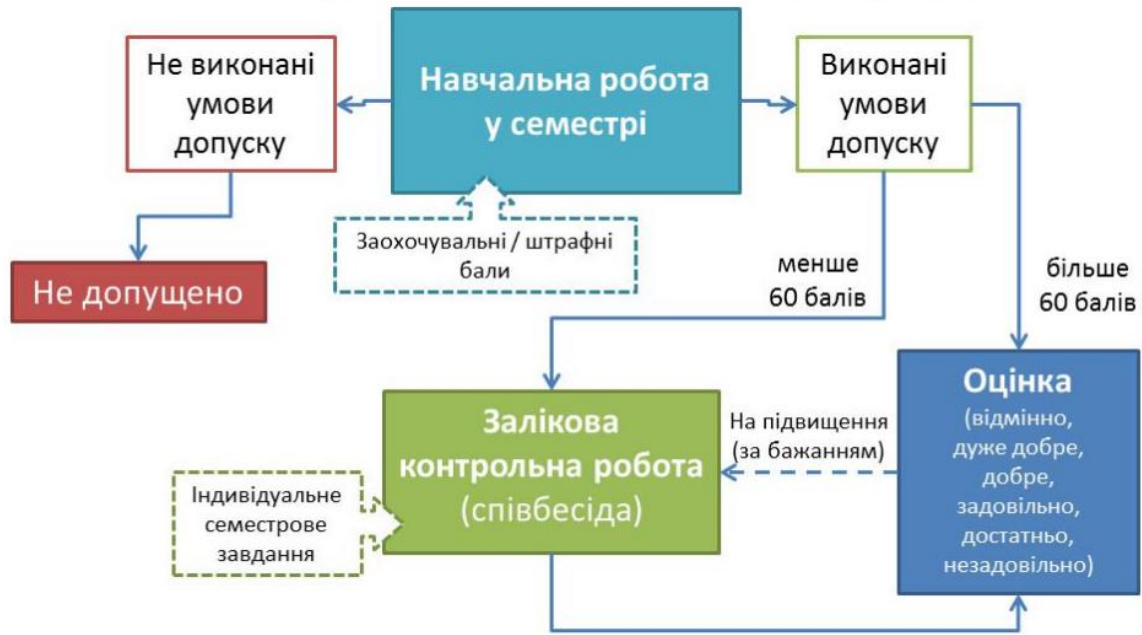 Не виконані
умови
допуску
Навчальна робота
у семестрі
Виконані
умови
допуску
Заохочувальні / штрафні
бали
Не допущено
менше
60 балів
більше
60 балів
Залікова
контрольна робота
(співбесіда)
На підвищення
(за бажанням)
Оцінка
(відмінно,
дуже добре,
добре,
задовільно,
достатньо,
незадовільно)
Індивідуальне
семестрове
завдання